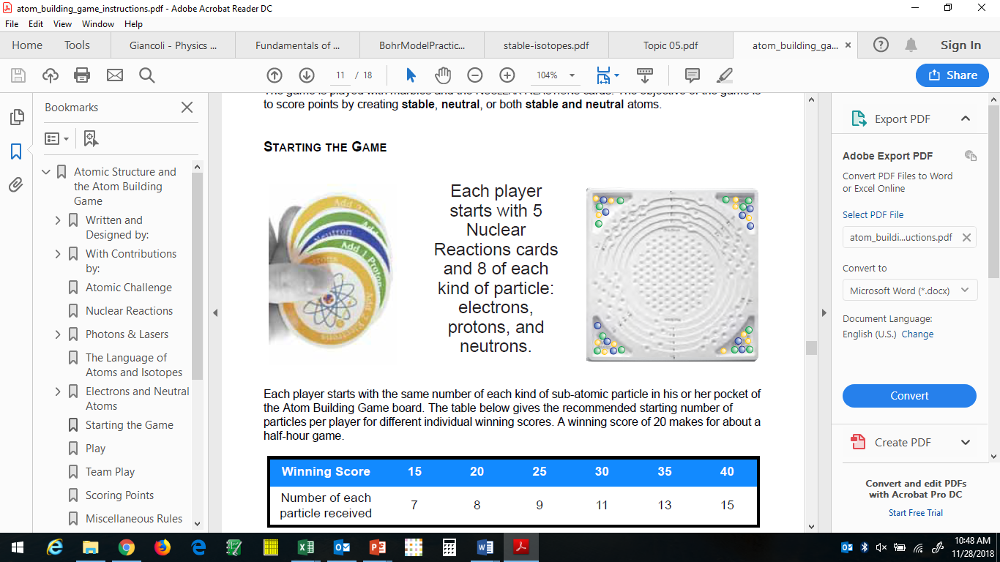 atom_building_game_instructions.pdf - Adobe Acrobat Reader DC
File Edit View Window Help
Home Tools Giancoli - Physics ... Fundamentals of ... BohrModelPractic... stable-isotopes.pdf Topic 05.pdf atom_building_ga... Sign In
11 / 18 104% Share
Bookmarks
Atomic Structure and
the Atom Building
Game
Written and
Designed by:
With Contributions
by:
Atomic Challenge
Nuclear Reactions
Photons & Lasers
The Language of
Atoms and Isotopes
Electrons and Neutral
Atoms
Starting the Game
Play
Team Play
Scoring Points
Miscellaneous Rules
The game is played with marbles and the NUCLEAR REACTIONS cards. The objective of the game is
to score points by creating stable, neutral, or both stable and neutral atoms.
STARTING THE GAME
Add 2
Add
Neutron
Add 1 Proton
Add 2 Electrons
Each player
starts with 5
Nuclear
Reactions cards
and 8 of each
kind of particle:
electrons,
protons, and
neutrons.
Each player starts with the same number of each kind of sub-atomic particle in his or her pocket of
the Atom Building Game board. The table below gives the recommended starting number of
particles per player for different individual winning scores. A winning score of 20 makes for about a
half-hour game.
Winning Score 15 20 25 30 35 40
Number of each
particle received 7 8 9 11 13 15
Export PDF
Adobe Export PDF
Convert PDF Files to Word
or Excel Online
Select PDF File
atom_buildi...uctions.pdf
Convert to
Microsoft Word (*.docx)
Document Language:
English (U.S.) Change
Convert
Create PDF
Convert and edit PDFs
with Acrobat Pro DC
Start Free Trial
10:48 AM
11/28/2018